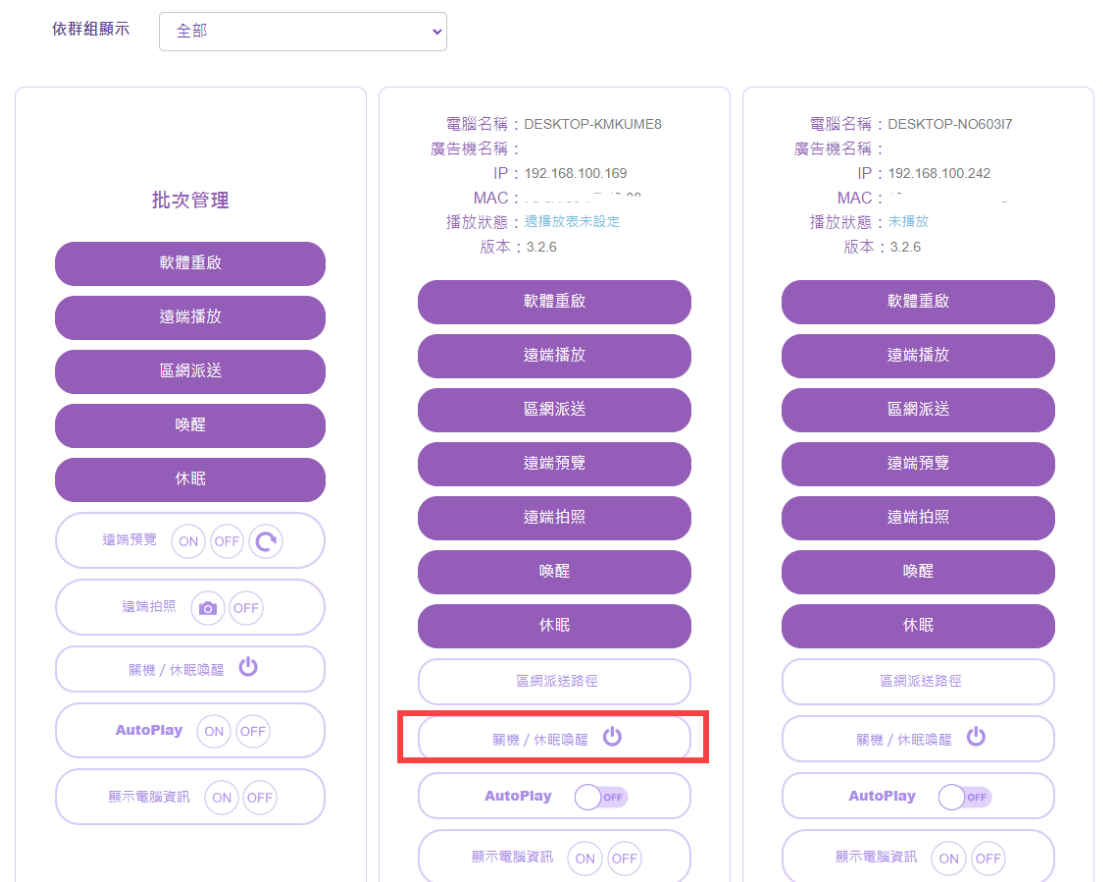 依群組顯示 全部
批次管理
軟體重啟
遠端播放
區網派送
喚醒
休眠
遠端預覽 ON OFF
遠端拍照 OFF
關機 / 休眠喚醒
AutoPlay ON OFF
顯示電腦資訊 ON OFF
電腦名稱：DESKTOP-KMKUME8
廣告機名稱：
IP：192.168.100.169
MAC：
播放狀態：週播放表未設定
版本：3.2.6
軟體重啟
遠端播放
區網派送
遠端預覽
遠端拍照
喚醒
休眠
區網派送路徑
關機 / 休眠喚醒
AutoPlay OFF
顯示電腦資訊 ON OFF
電腦名稱：DESKTOP-NO603I7
廣告機名稱：
IP：192.168.100.242
MAC：
播放狀態：未播放
版本：3.2.6
軟體重啟
遠端播放
區網派送
遠端預覽
遠端拍照
喚醒
休眠
區網派送路徑
關機 / 休眠喚醒
AutoPlay OFF
顯示電腦資訊 ON OFF